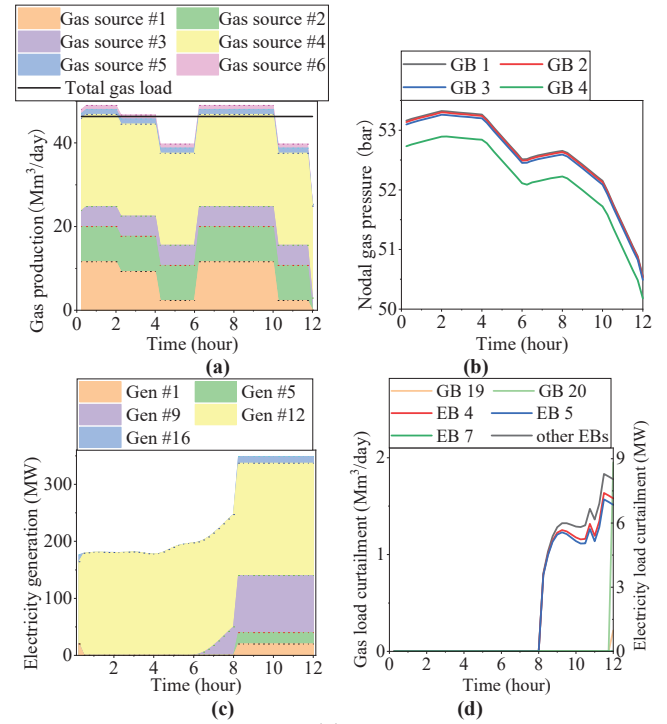 Gas source #1 Gas source #2
Gas source #3 Gas source #4
Gas source #5 Gas source #6
Total gas load
Gas production (Mm³/day)
40
20
0
0 2 4 6 8 10 12
Time (hour)
(a)
GB 1 GB 2
GB 3 GB 4
Nodal gas pressure (bar)
53
52
51
50
0 2 4 6 8 10 12
Time (hour)
(b)
Gen #1 Gen #5
Gen #9 Gen #12
Gen #16
Electricity generation (MW)
300
200
100
0
2 4 6 8 10 12
Time (hour)
(c)
GB 19 GB 20
EB 4 EB 5
EB 7 other EBs
Gas load curtailment (Mm³/day)
2
1
0
9
6
3
0
Electricity load curtailment (MW)
0 2 4 6 8 10 12
Time (hour)
(d)